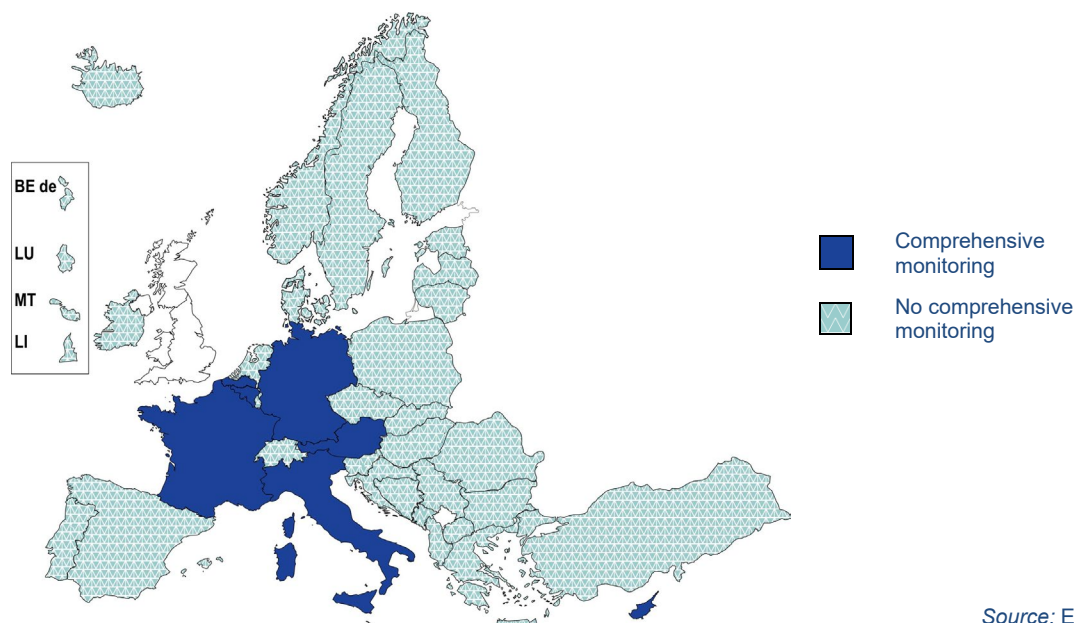 BE de
LU
MT
LI
Comprehensive
monitoring
No comprehensive
monitoring
Source: E